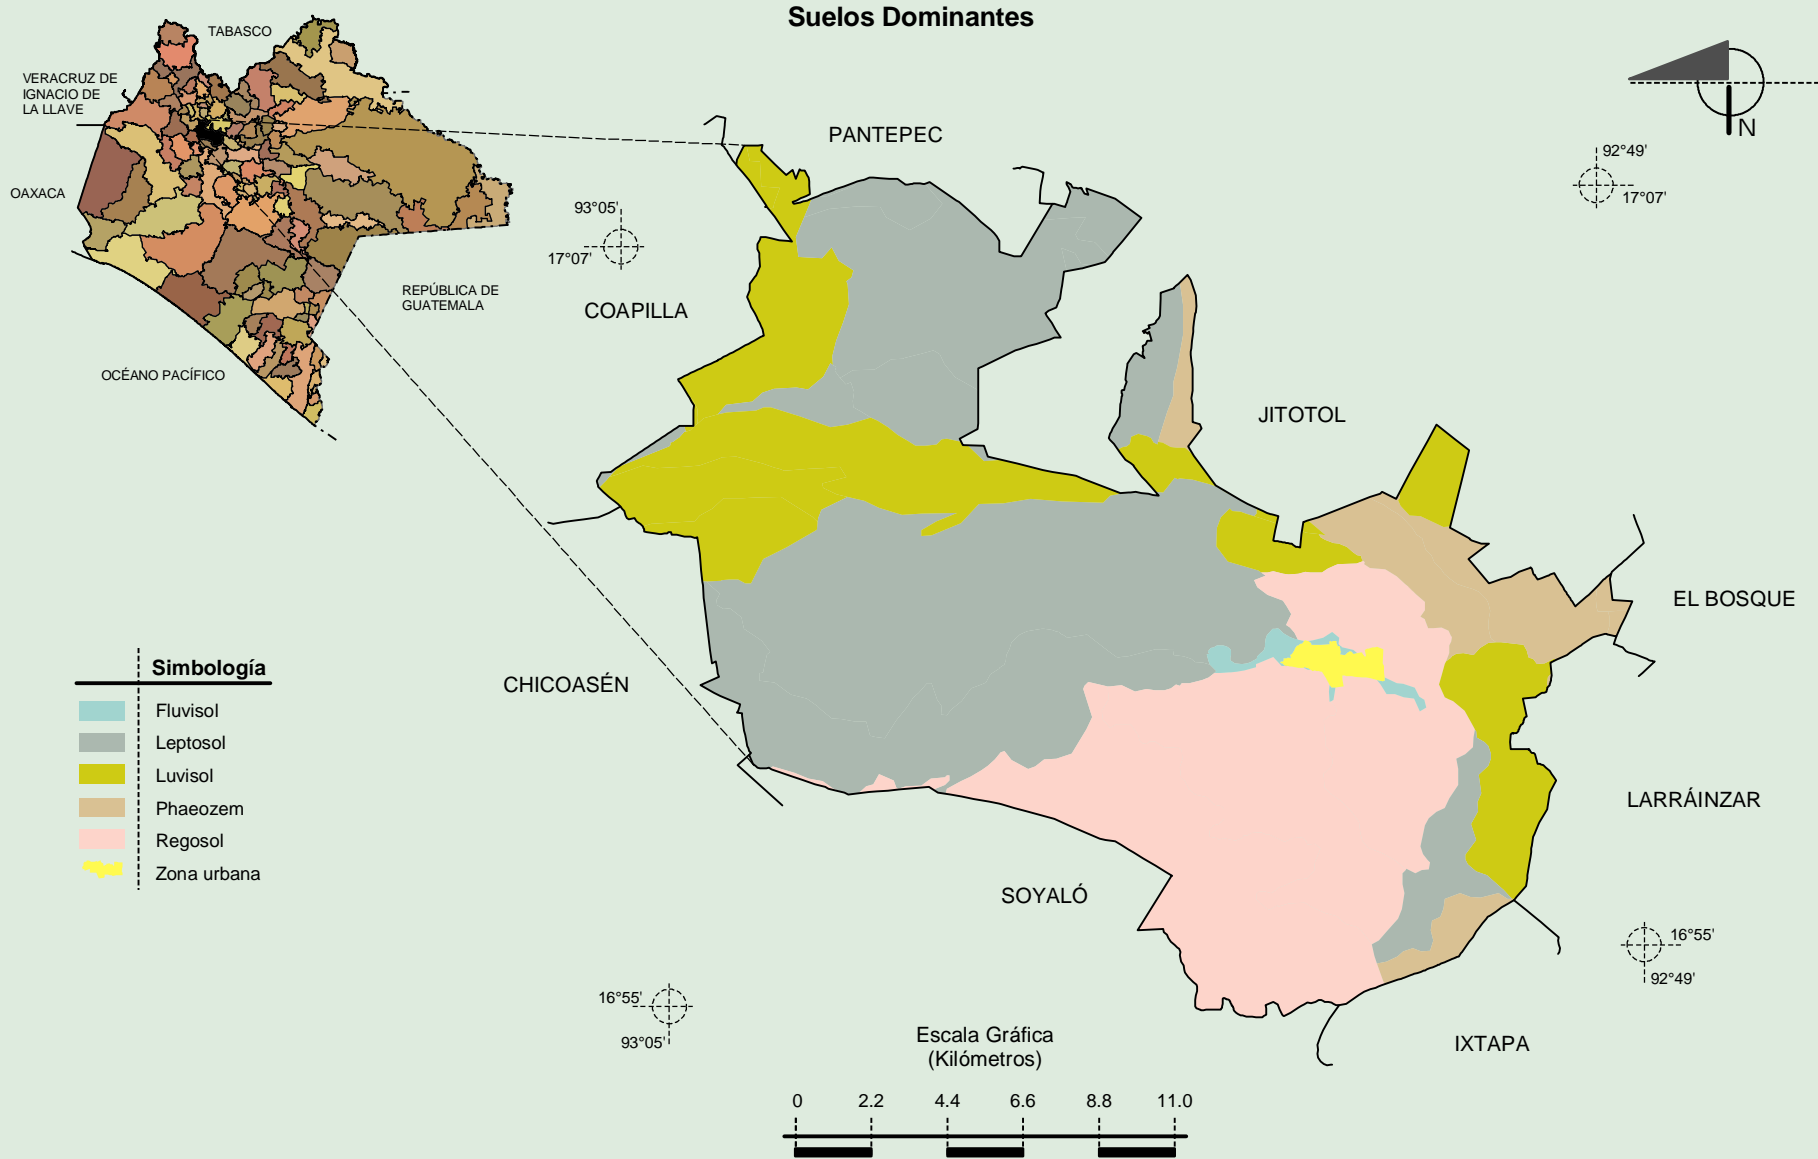 Suelos Dominantes
TABASCO
VERACRUZ DE
IGNACIO DE
LA LLAVE
OAXACA
REPÚBLICA DE
GUATEMALA
OCÉANO PACÍFICO
N
92°49'
17°07'
93°05'
17°07'
PANTEPEC
COAPILLA
JITOTOL
EL BOSQUE
CHICOASÉN
LARRÁINZAR
SOYALÓ
IXTAPA
Simbología
Fluvisol
Leptosol
Luvisol
Phaeozem
Regosol
Zona urbana
16°55'
92°49'
16°55'
93°05'
Escala Gráfica
(Kilómetros)
0 2.2 4.4 6.6 8.8 11.0